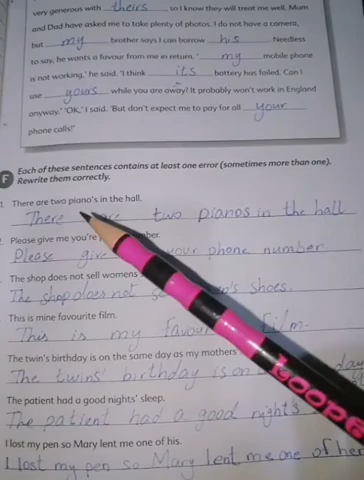 very generous with theirs so I know they will treat me well. Mum
and Dad have asked me to take plenty of photos. I do not have a camera,
but my brother says I can borrow his Needless
to say, he wants a favour from me in return. ' my mobile phone
is not working,' he said. 'I think its battery has failed. Can I
use yours while you are away? It probably won't work in England
anyway.' 'OK,' I said. 'But don't expect me to pay for all your
phone calls!'
F Each of these sentences contains at least one error (sometimes more than one).
Rewrite them correctly.
There are two piano's in the hall.
There two pianos in the hall
Please give me you're
Please give your phone number.
The shop does not sell womens
The shop does not shoes.
This is mine favourite film.
This is my film.
The twin's birthday is on the same day as my mothers
The twins' birthday is on day
The patient had a good nights' sleep.
The patient had a good night's
I lost my pen so Mary lent me one of his.
I lost my pen so Mary lent me one of her